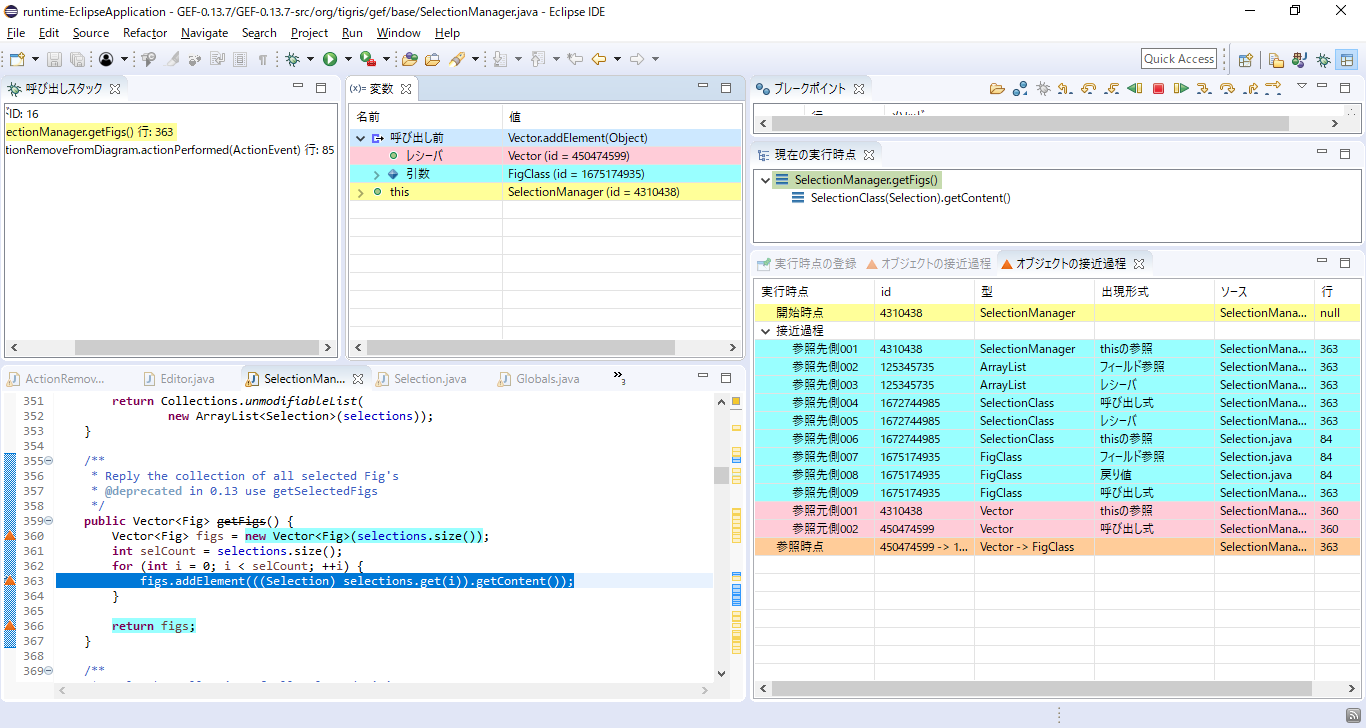 runtime-EclipseApplication - GEF-0.13.7/GEF-0.13.7-src/org/tigris/gef/base/SelectionManager.java - Eclipse IDE
File Edit Source Refactor Navigate Search Project Run Window Help
Quick Access
呼び出しスタック
ID: 16
ectionManager.getFigs() 行: 363
tionRemoveFromDiagram.actionPerformed(ActionEvent) 行: 85
(x)= 変数
名前 値
呼び出し前 Vector.addElement(Object)
レシーバ Vector (id = 450474599)
引数 FigClass (id = 1675174935)
this SelectionManager (id = 4310438)
ブレークポイント
現在の実行時点
SelectionManager.getFigs()
SelectionClass(Selection).getContent()
ActionRemov... Editor.java SelectionMan... Selection.java Globals.java »3
351 return Collections.unmodifiableList(
352 new ArrayList<Selection>(selections));
353 }
354
355 /**
356 * Reply the collection of all selected Fig's
357 * @deprecated in 0.13 use getSelectedFigs
358 */
359 public Vector<Fig> getFigs() {
360 Vector<Fig> figs = new Vector<Fig>(selections.size());
361 int selCount = selections.size();
362 for (int i = 0; i < selCount; ++i) {
363 figs.addElement(((Selection) selections.get(i)).getContent());
364 }
365
366 return figs;
367 }
368
369 /**
実行時点の登録 オブジェクトの接近過程 オブジェクトの接近過程
実行時点 id 型 出現形式 ソース 行
開始時点 4310438 SelectionManager SelectionMana... null
接近過程
参照先側001 4310438 SelectionManager thisの参照 SelectionMana... 363
参照先側002 125345735 ArrayList フィールド参照 SelectionMana... 363
参照先側003 125345735 ArrayList レシーバ SelectionMana... 363
参照先側004 1672744985 SelectionClass 呼び出し式 SelectionMana... 363
参照先側005 1672744985 SelectionClass レシーバ SelectionMana... 363
参照先側006 1672744985 SelectionClass thisの参照 Selection.java 84
参照先側007 1675174935 FigClass フィールド参照 Selection.java 84
参照先側008 1675174935 FigClass 戻り値 Selection.java 84
参照先側009 1675174935 FigClass 呼び出し式 SelectionMana... 363
参照元側001 4310438 Vector thisの参照 SelectionMana... 360
参照元側002 450474599 Vector 呼び出し式 SelectionMana... 360
参照時点 450474599 -> 1... Vector -> FigClass SelectionMana... 363